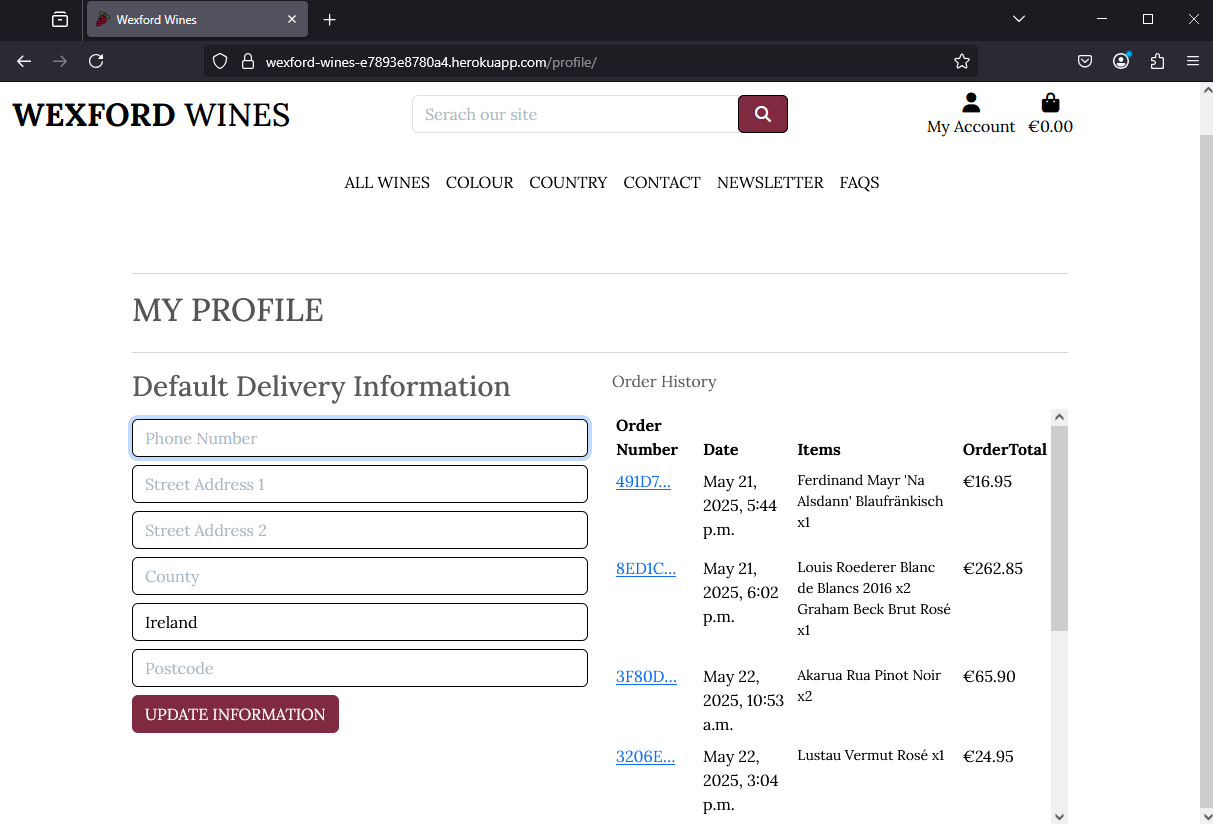 Wexford Wines
wexford-wines-e7893e8780a4.herokuapp.com/profile/
WEXFORD WINES
Serach our site
My Account
€0.00
ALL WINES
COLOUR
COUNTRY
CONTACT
NEWSLETTER
FAQS
MY PROFILE
Default Delivery Information
Phone Number
Street Address 1
Street Address 2
County
Ireland
Postcode
UPDATE INFORMATION
Order History
Order
Number
Date
Items
OrderTotal
491D7...
May 21,
2025, 5:44
p.m.
Ferdinand Mayr 'Na
Alsdann' Blaufränkisch
x1
€16.95
8ED1C...
May 21,
2025, 6:02
p.m.
Louis Roederer Blanc
de Blancs 2016 x2
Graham Beck Brut Rosé
x1
€262.85
3F80D...
May 22,
2025, 10:53
a.m.
Akarua Rua Pinot Noir
x2
€65.90
3206E...
May 22,
2025, 3:04
p.m.
Lustau Vermut Rosé x1
€24.95